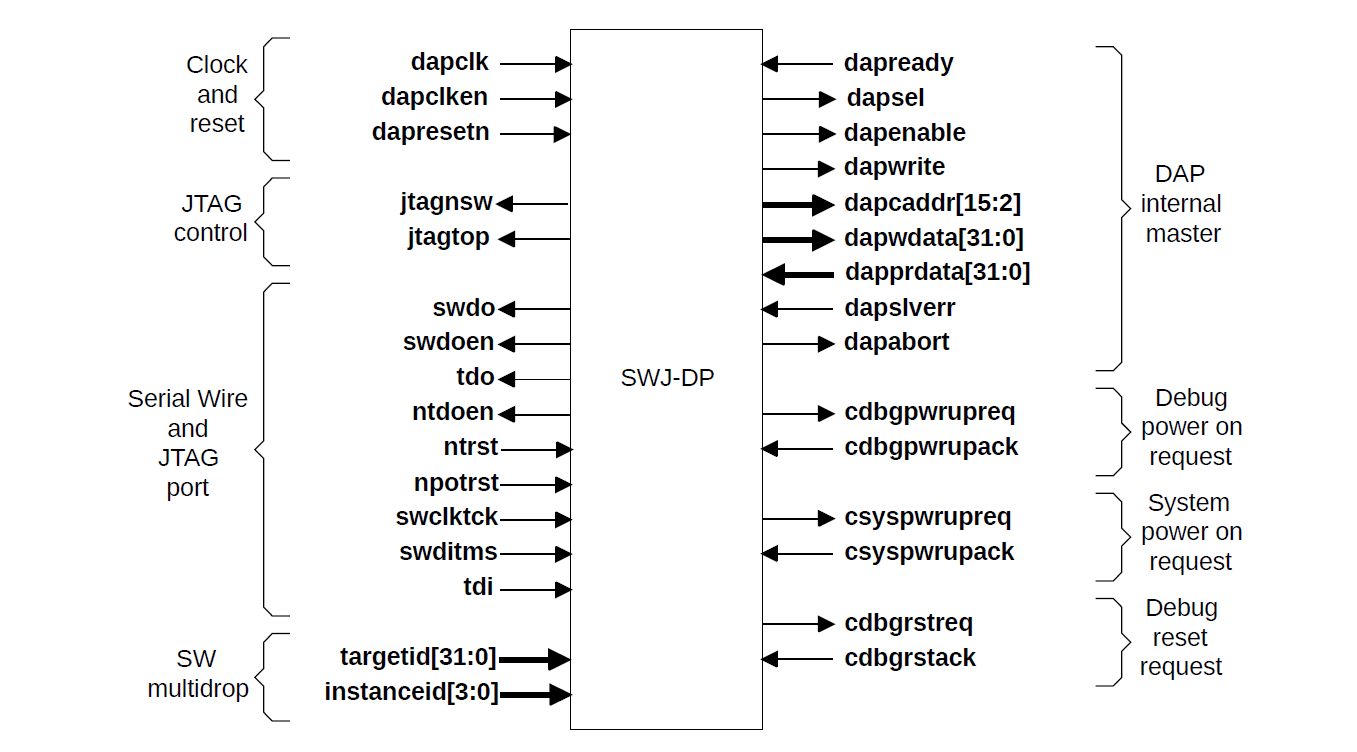 Clock
and
reset
dapclk
dapclken
dapresetn
JTAG
control
jtagnsw
jtagtop
Serial Wire
and
JTAG
port
swdo
swdoen
tdo
ntdoen
ntrst
npotrst
swclktck
swditms
tdi
SW
multidrop
targetid[31:0]
instanceid[3:0]
SWJ-DP
dapready
dapsel
dapenable
dapwrite
dapcaddr[15:2]
dapwdata[31:0]
dapprdata[31:0]
dapslverr
dapabort
DAP
internal
master
cdbgpwrupreq
cdbgpwrupack
Debug
power on
request
csyspwrupreq
csyspwrupack
System
power on
request
cdbgrstreq
cdbgrstack
Debug
reset
request